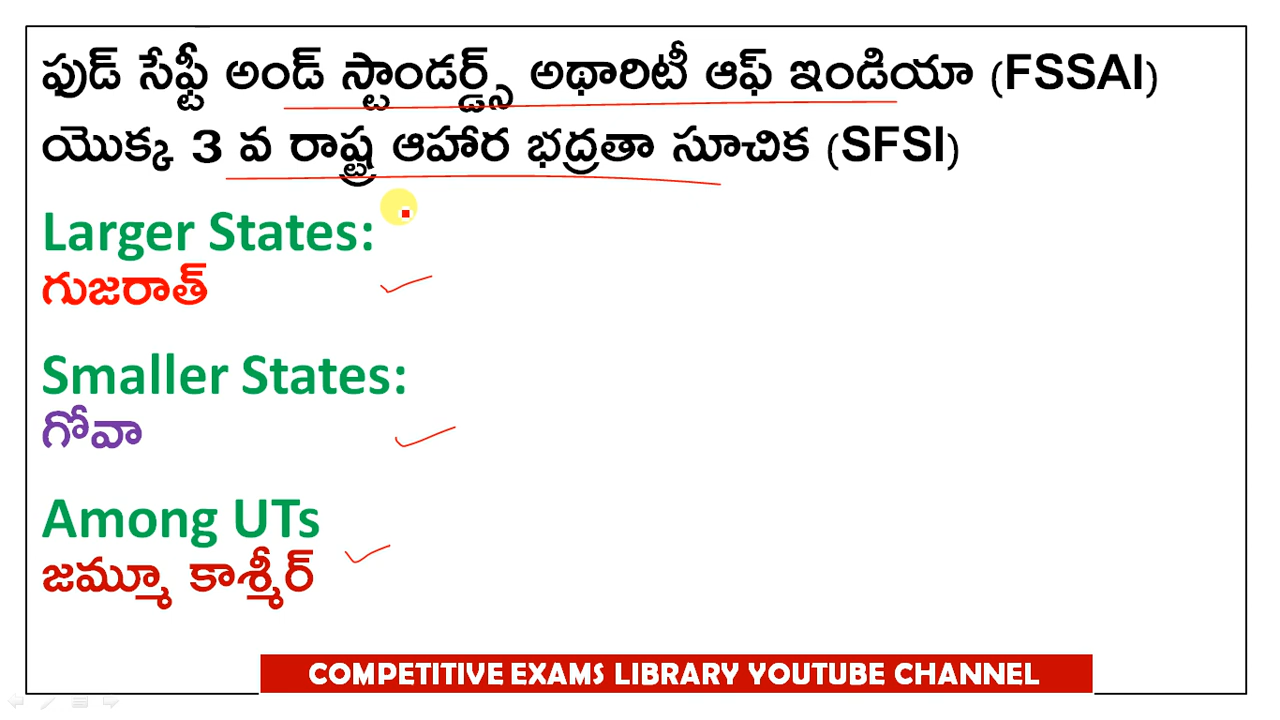 ఫుడ్ సేఫ్టీ అండ్ స్టాండర్డ్స్ అథారిటీ ఆఫ్ ఇండియా (FSSAI)
యొక్క 3 వ రాష్ట్ర ఆహార భద్రతా సూచిక (SFSI)
Larger States:
గుజరాత్
Smaller States:
గోవా
Among UTs
జమ్మూ కాశ్మీర్
COMPETITIVE EXAMS LIBRARY YOUTUBE CHANNEL